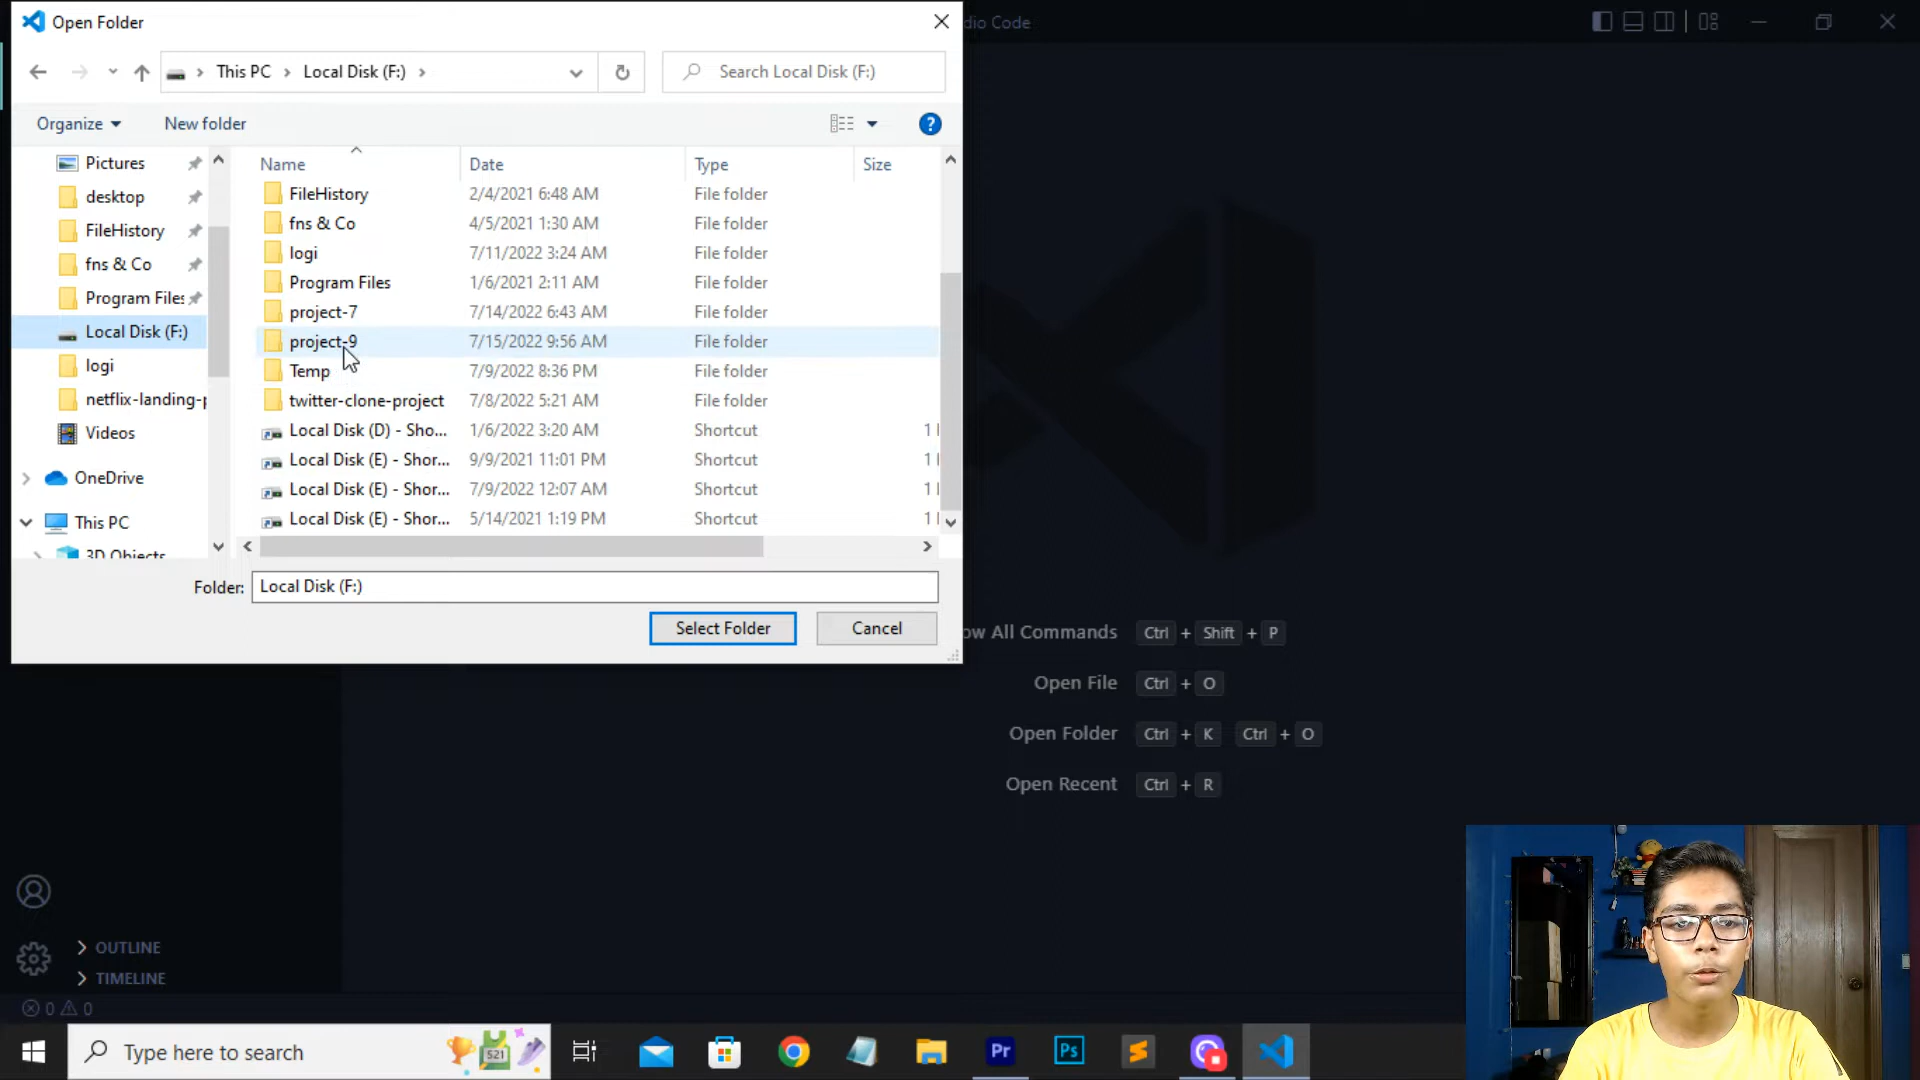 Open Folder
dio Code
This PC
Local Disk (F:)
Search Local Disk (F:)
Organize
New folder
Name
Date
Type
Size
Pictures
desktop
FileHistory
fns & Co
Program Files
Local Disk (F:)
logi
netflix-landing-p
Videos
OneDrive
This PC
3D Objects
FileHistory 2/4/2021 6:48 AM File folder
fns & Co 4/5/2021 1:30 AM File folder
logi 7/11/2022 3:24 AM File folder
Program Files 1/6/2021 2:11 AM File folder
project-7 7/14/2022 6:43 AM File folder
project-9 7/15/2022 9:56 AM File folder
Temp 7/9/2022 8:36 PM File folder
twitter-clone-project 7/8/2022 5:21 AM File folder
Local Disk (D) - Sho... 1/6/2022 3:20 AM Shortcut 1
Local Disk (E) - Shor... 9/9/2021 11:01 PM Shortcut 1
Local Disk (E) - Shor... 7/9/2022 12:07 AM Shortcut 1
Local Disk (E) - Shor... 5/14/2021 1:19 PM Shortcut 1
Folder: Local Disk (F:)
Select Folder
Cancel
ow All Commands Ctrl + Shift + P
Open File Ctrl + O
Open Folder Ctrl + K Ctrl + O
Open Recent Ctrl + R
OUTLINE
TIMELINE
0 0
Type here to search
S21
Pr
Ps